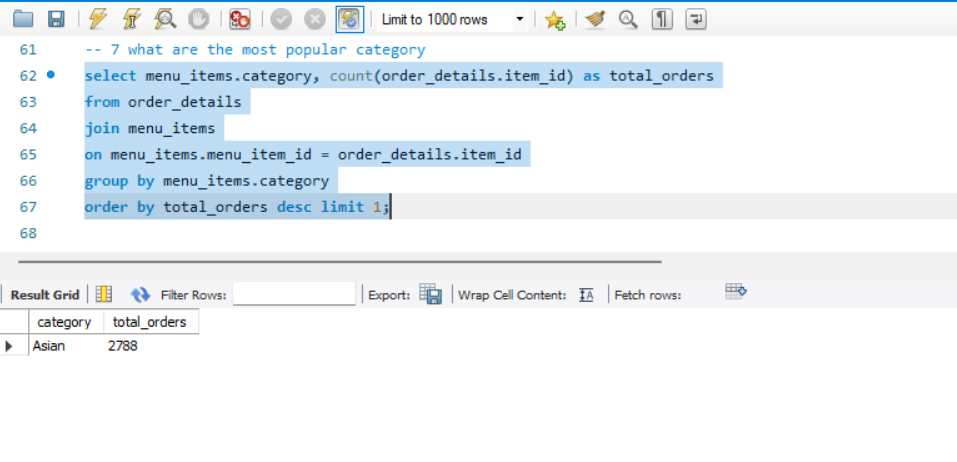 Limit to 1000 rows
61 -- 7 what are the most popular category
62 select menu_items.category, count(order_details.item_id) as total_orders
63 from order_details
64 join menu_items
65 on menu_items.menu_item_id = order_details.item_id
66 group by menu_items.category
67 order by total_orders desc limit 1;
68
Result Grid Filter Rows: Export: Wrap Cell Content: IA Fetch rows:
category total_orders
Asian 2788